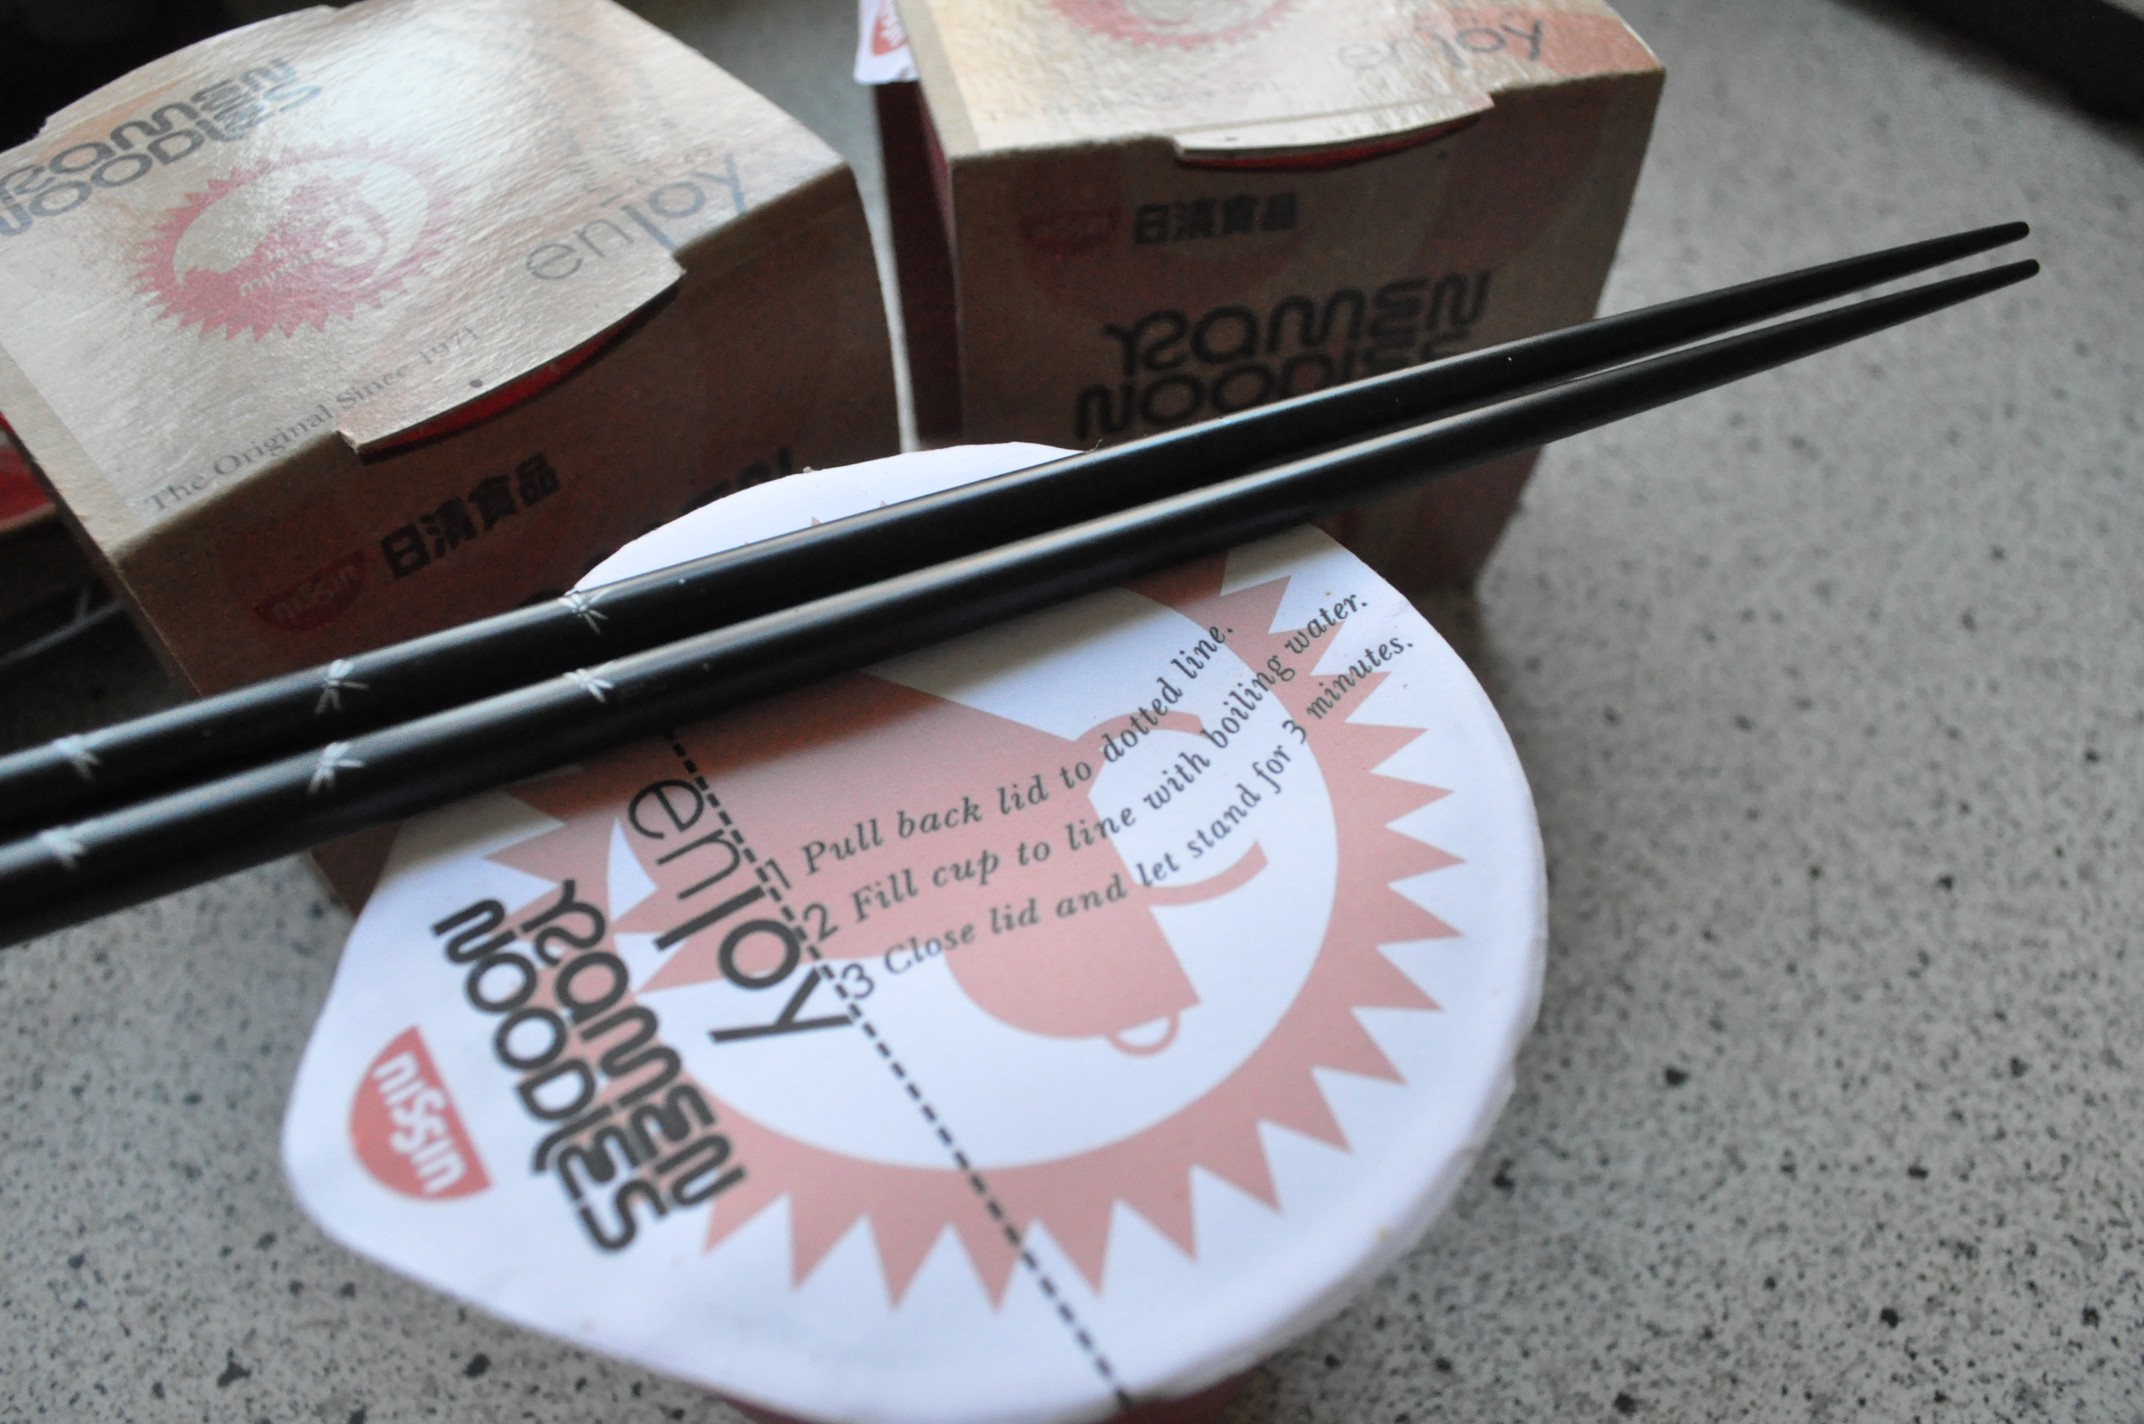 RAMEN
NOODLES
enjoy
The Original Since 1971
NISSIN
日清食品
enjoy
日清食品
RAMEN
NOODLES
1 Pull back lid to dotted line.
2 Fill cup to line with boiling water.
3 Close lid and let stand for 3 minutes.
enjoy
RAMEN
NOODLES
NISSIN